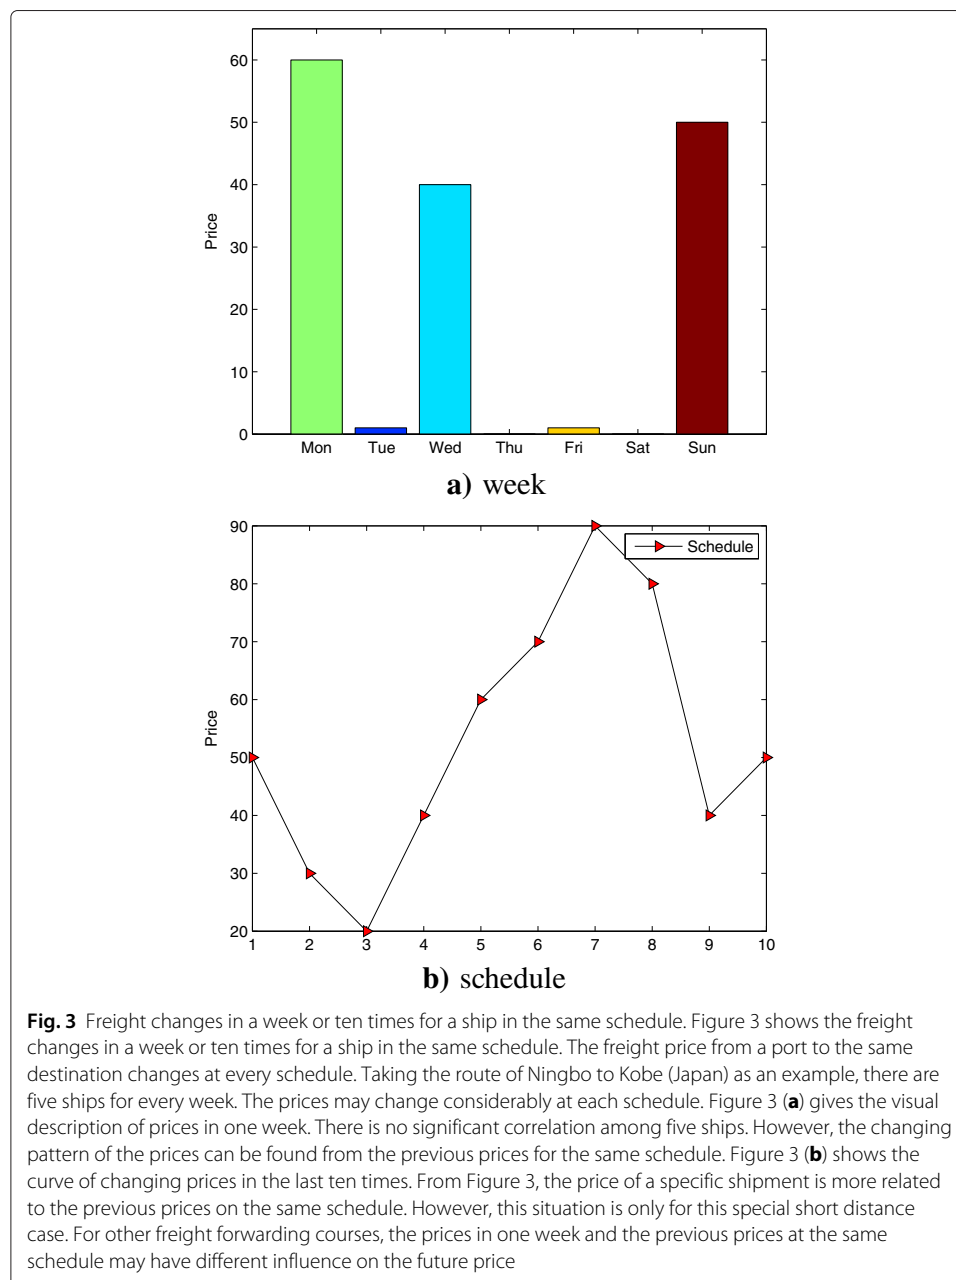 60
50
40
30
20
10
0
Price
Mon Tue Wed Thu Fri Sat Sun
a) week
90
80
70
60
50
40
30
20
Price
Schedule
1 2 3 4 5 6 7 8 9 10
b) schedule
Fig. 3 Freight changes in a week or ten times for a ship in the same schedule. Figure 3 shows the freight
changes in a week or ten times for a ship in the same schedule. The freight price from a port to the same
destination changes at every schedule. Taking the route of Ningbo to Kobe (Japan) as an example, there are
five ships for every week. The prices may change considerably at each schedule. Figure 3 (a) gives the visual
description of prices in one week. There is no significant correlation among five ships. However, the changing
pattern of the prices can be found from the previous prices for the same schedule. Figure 3 (b) shows the
curve of changing prices in the last ten times. From Figure 3, the price of a specific shipment is more related
to the previous prices on the same schedule. However, this situation is only for this special short distance
case. For other freight forwarding courses, the prices in one week and the previous prices at the same
schedule may have different influence on the future price